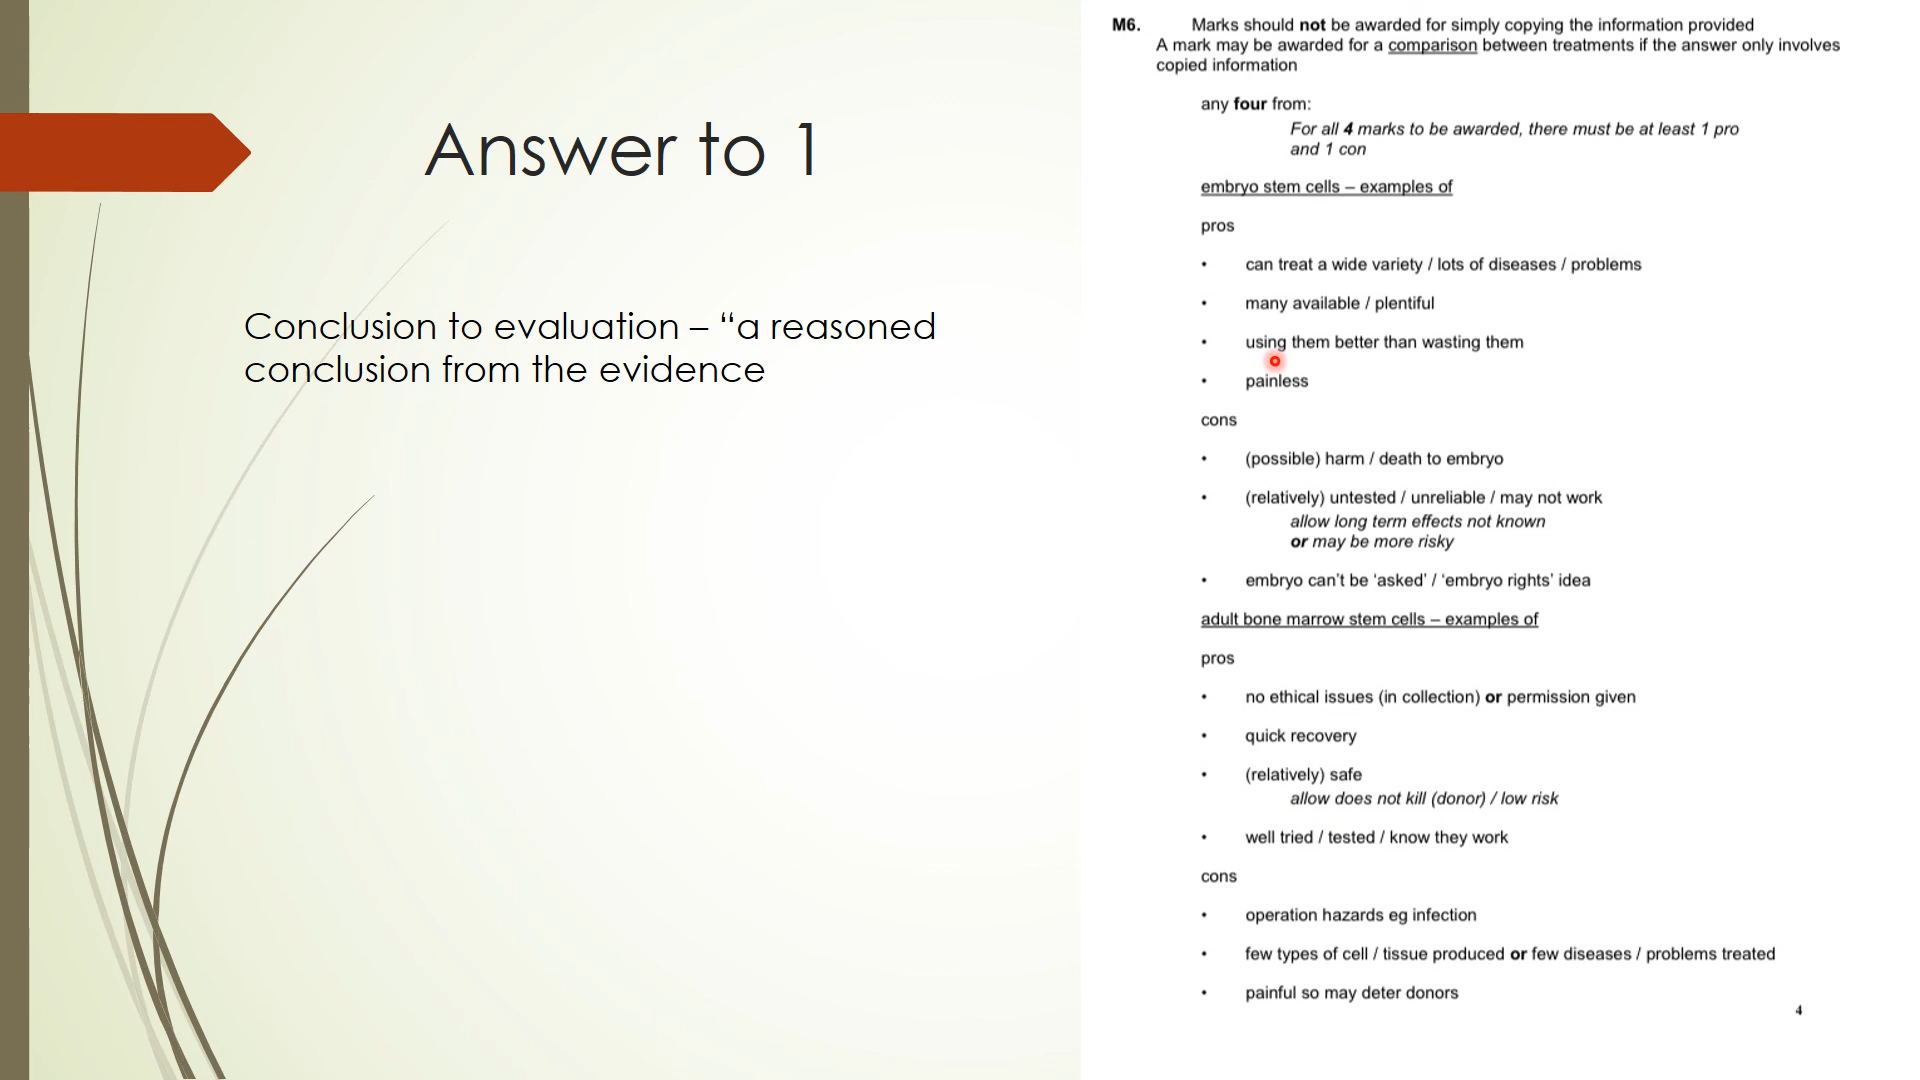 Answer to 1
Conclusion to evaluation – “a reasoned
conclusion from the evidence
M6. Marks should not be awarded for simply copying the information provided
A mark may be awarded for a comparison between treatments if the answer only involves
copied information
any four from:
For all 4 marks to be awarded, there must be at least 1 pro
and 1 con
embryo stem cells – examples of
pros
• can treat a wide variety / lots of diseases / problems
• many available / plentiful
• using them better than wasting them
• painless
cons
• (possible) harm / death to embryo
• (relatively) untested / unreliable / may not work
allow long term effects not known
or may be more risky
• embryo can't be 'asked' / 'embryo rights' idea
adult bone marrow stem cells – examples of
pros
• no ethical issues (in collection) or permission given
• quick recovery
• (relatively) safe
allow does not kill (donor) / low risk
• well tried / tested / know they work
cons
• operation hazards eg infection
• few types of cell / tissue produced or few diseases / problems treated
• painful so may deter donors
4